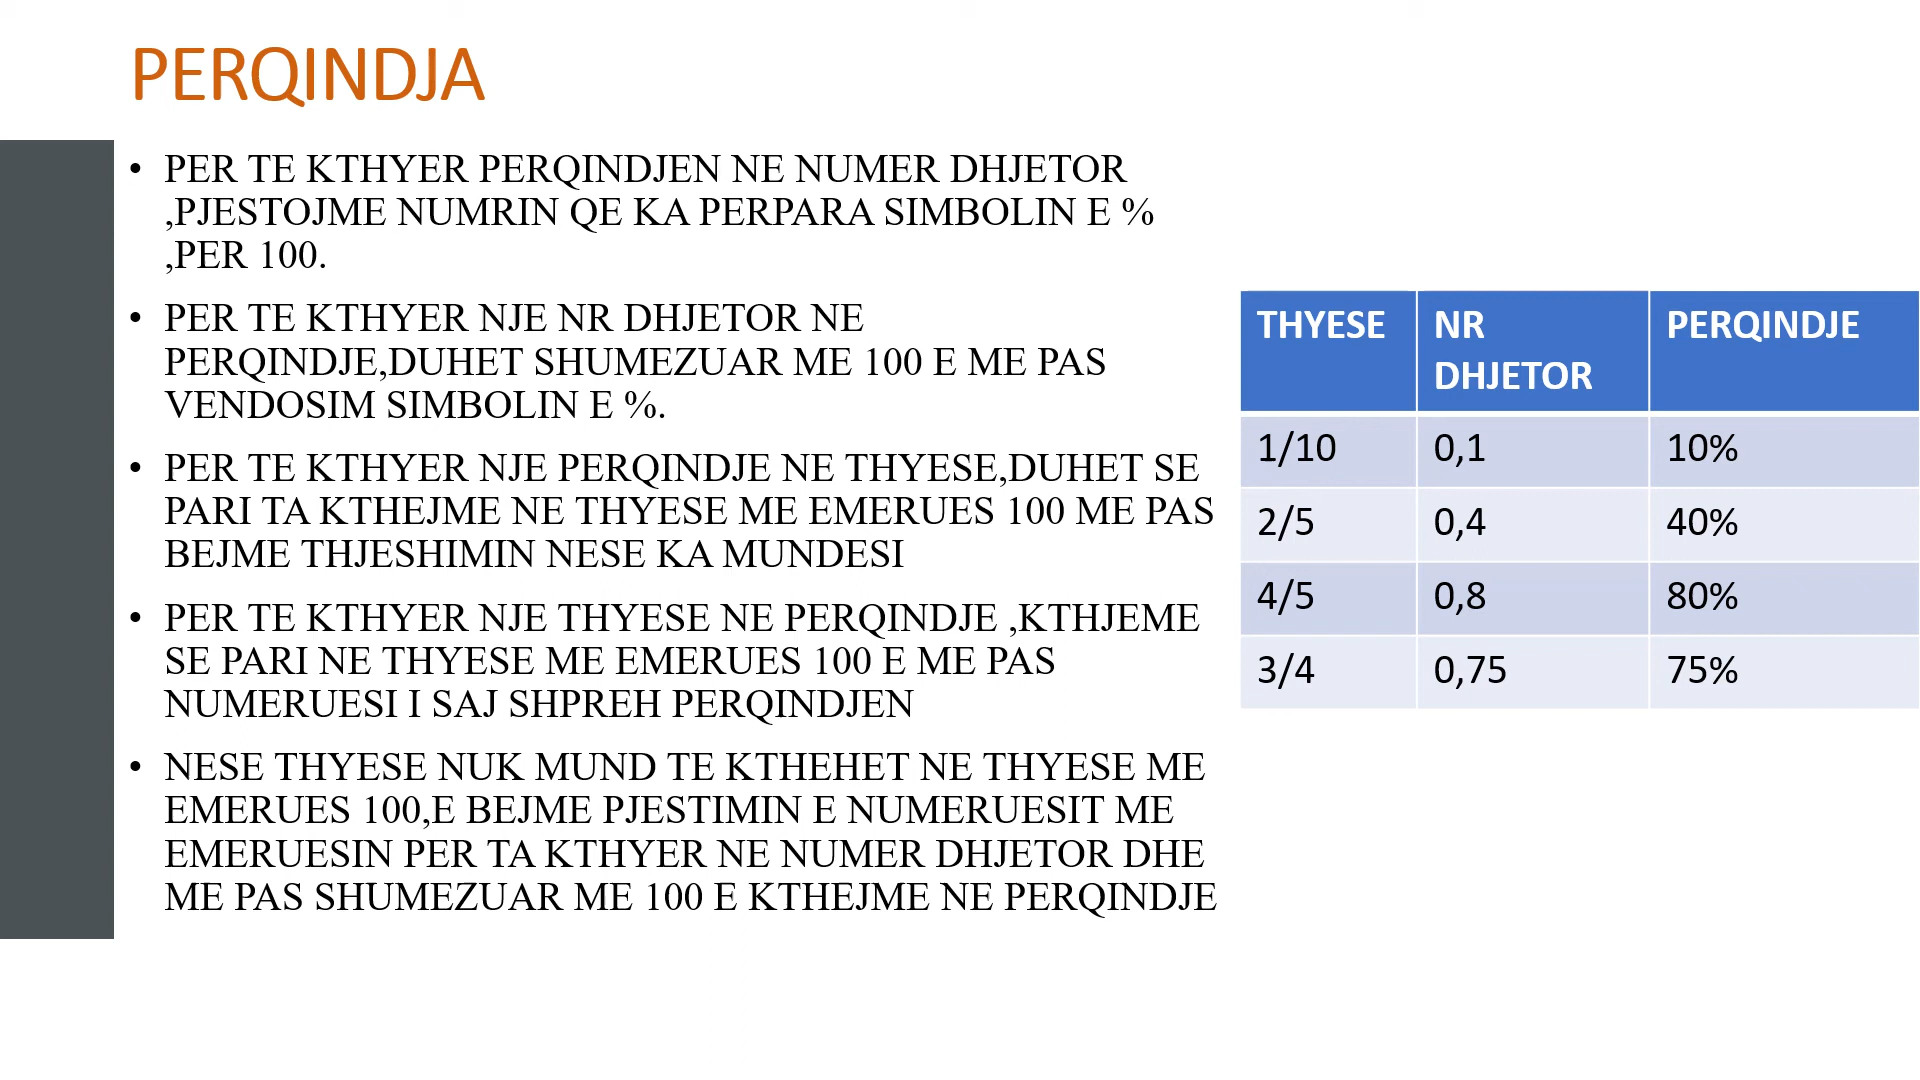 PERQINDJA
• PER TE KTHYER PERQINDJEN NE NUMER DHJETOR
,PJESTOJME NUMRIN QE KA PERPARA SIMBOLIN E %
,PER 100.
• PER TE KTHYER NJE NR DHJETOR NE
PERQINDJE,DUHET SHUMEZUAR ME 100 E ME PAS
VENDOSIM SIMBOLIN E %.
• PER TE KTHYER NJE PERQINDJE NE THYESE,DUHET SE
PARI TA KTHEJME NE THYESE ME EMERUES 100 ME PAS
BEJME THJESHIMIN NESE KA MUNDESI
• PER TE KTHYER NJE THYESE NE PERQINDJE ,KTHJEME
SE PARI NE THYESE ME EMERUES 100 E ME PAS
NUMERUESI I SAJ SHPREH PERQINDJEN
• NESE THYESE NUK MUND TE KTHEHET NE THYESE ME
EMERUES 100,E BEJME PJESTIMIN E NUMERUESIT ME
EMERUESIN PER TA KTHYER NE NUMER DHJETOR DHE
ME PAS SHUMEZUAR ME 100 E KTHEJME NE PERQINDJE
THYESE NR PERQINDJE
DHJETOR
1/10 0,1 10%
2/5 0,4 40%
4/5 0,8 80%
3/4 0,75 75%